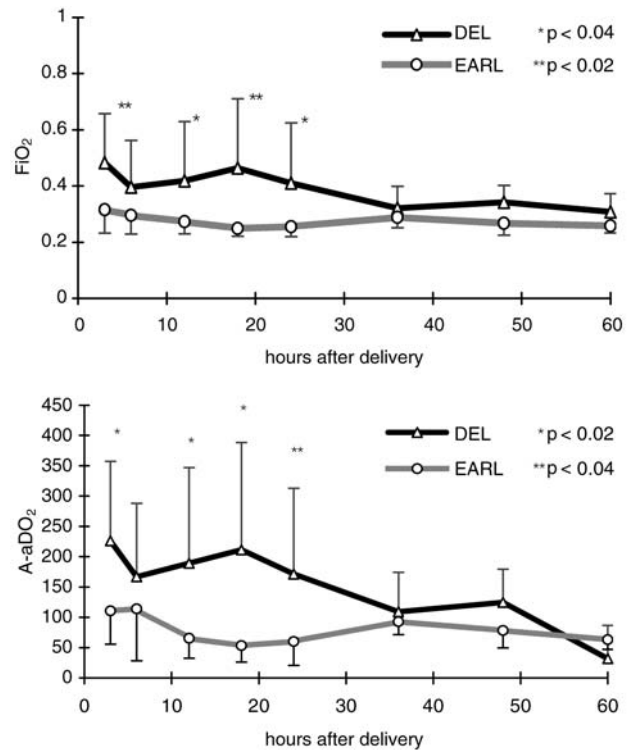 1
0.8
0.6
0.4
0.2
0
FiO₂
DEL *p < 0.04
EARL **p < 0.02
** * ** *
0 10 20 30 40 50 60
hours after delivery
450
400
350
300
250
200
150
100
50
0
A-aDO₂
DEL *p < 0.02
EARL **p < 0.04
* * * **
0 10 20 30 40 50 60
hours after delivery